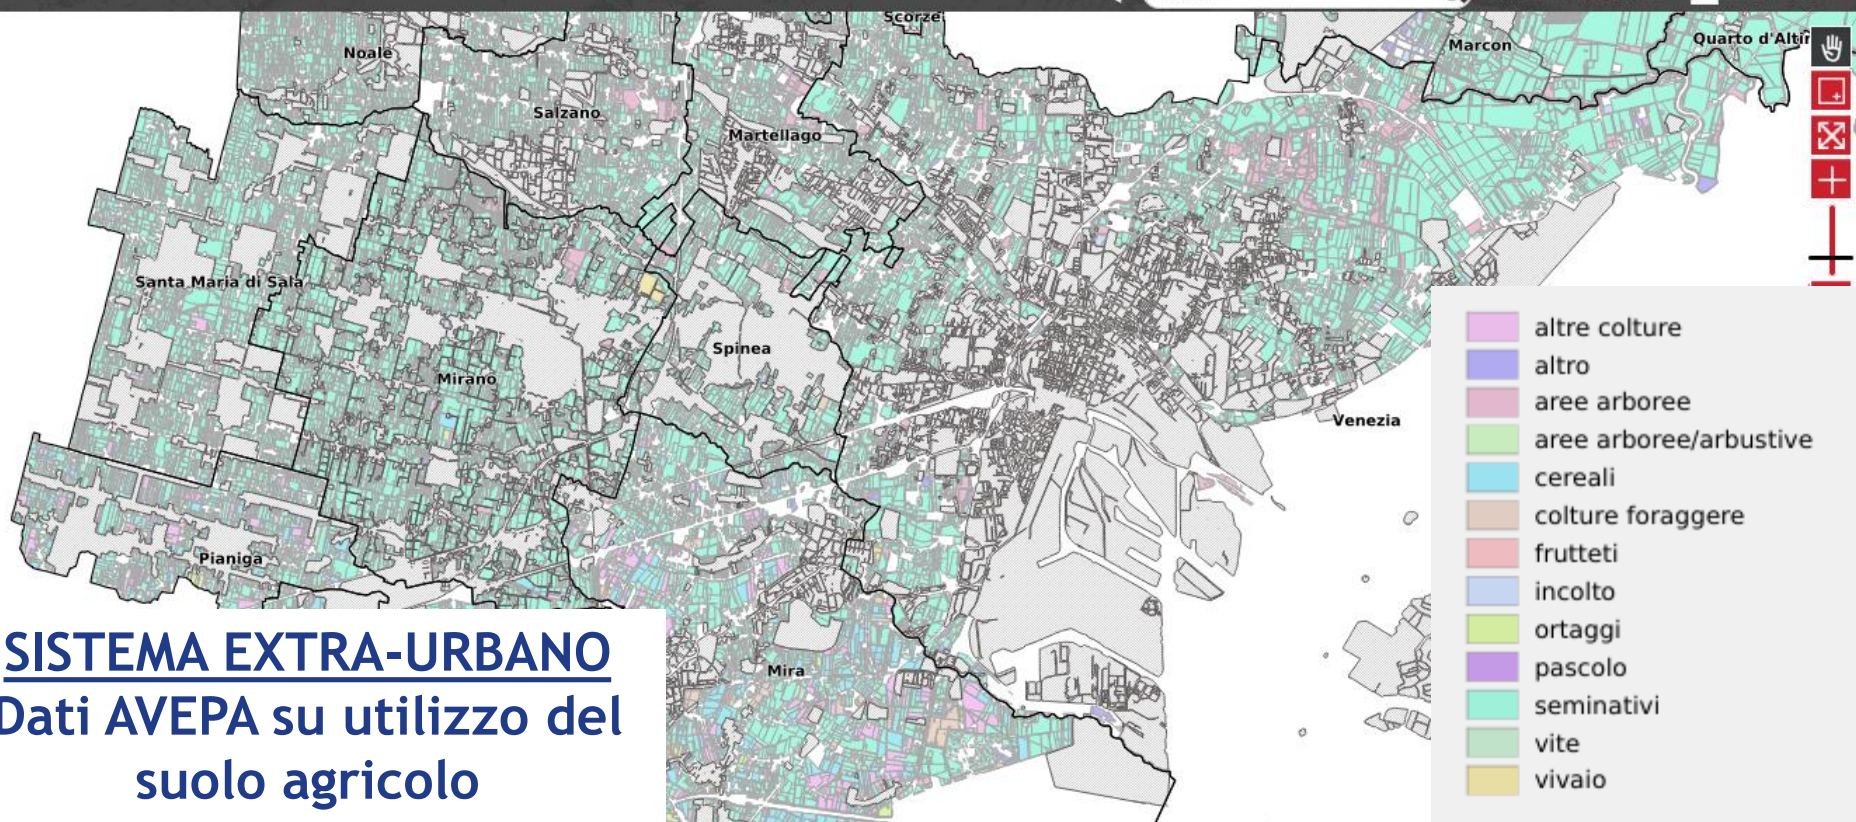 Scorzè
Noale
Marcon
Quarto d'Altin
Salzano
Martellago
Santa Maria di Sala
Spinea
Mirano
Venezia
Pianiga
Mira
altre colture
altro
aree arboree
aree arboree/arbustive
cereali
colture foraggere
frutteti
incolto
ortaggi
pascolo
seminativi
vite
vivaio
SISTEMA EXTRA-URBANO
Dati AVEPA su utilizzo del
suolo agricolo